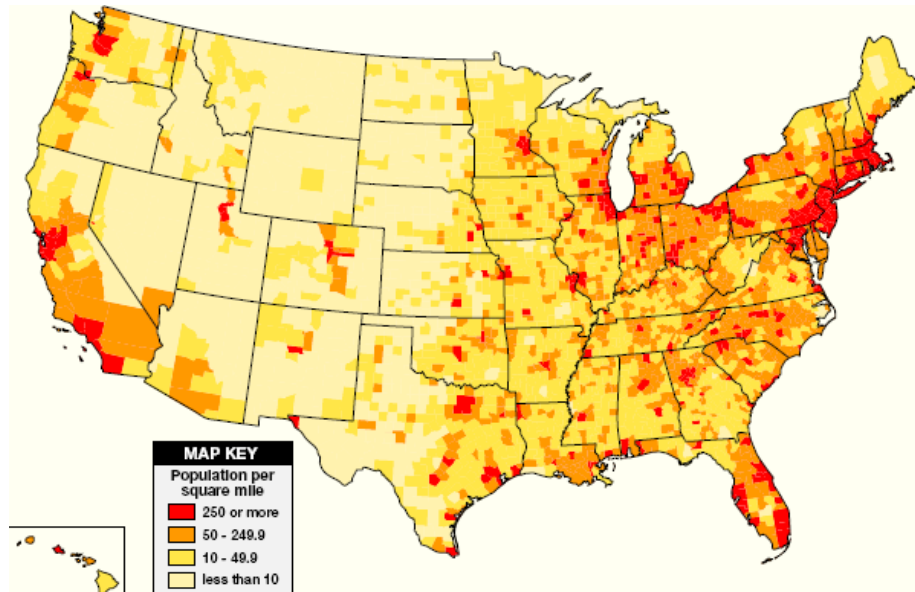 MAP KEY
Population per
square mile
250 or more
50 - 249.9
10 - 49.9
less than 10